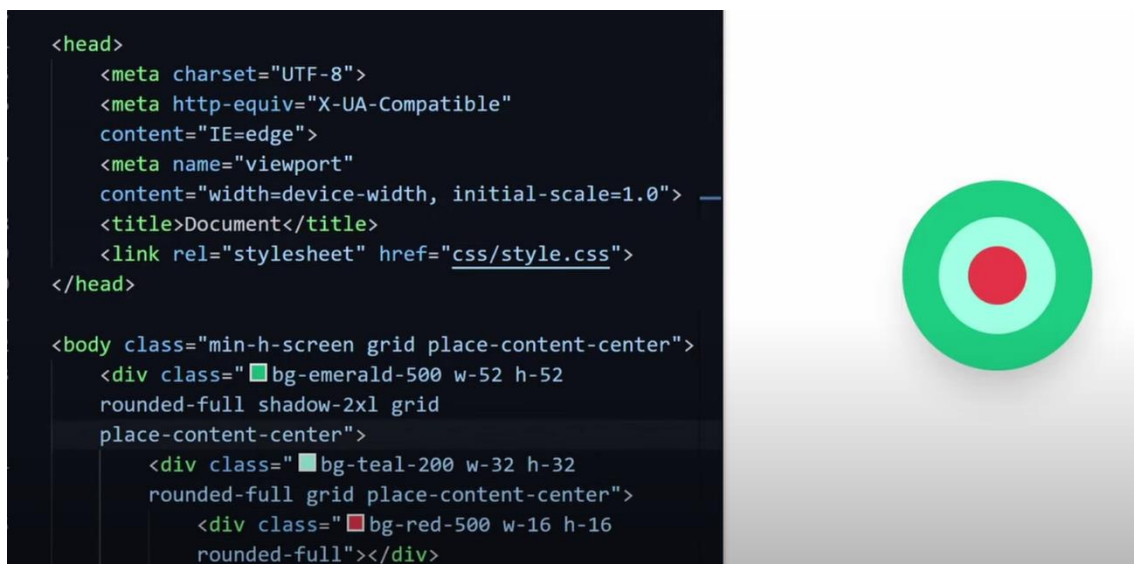 <head>
<meta charset="UTF-8">
<meta http-equiv="X-UA-Compatible"
content="IE=edge">
<meta name="viewport"
content="width=device-width, initial-scale=1.0">
<title>Document</title>
<link rel="stylesheet" href="css/style.css">
</head>
<body class="min-h-screen grid place-content-center">
<div class="bg-emerald-500 w-52 h-52
rounded-full shadow-2xl grid
place-content-center">
<div class="bg-teal-200 w-32 h-32
rounded-full grid place-content-center">
<div class="bg-red-500 w-16 h-16
rounded-full"></div>